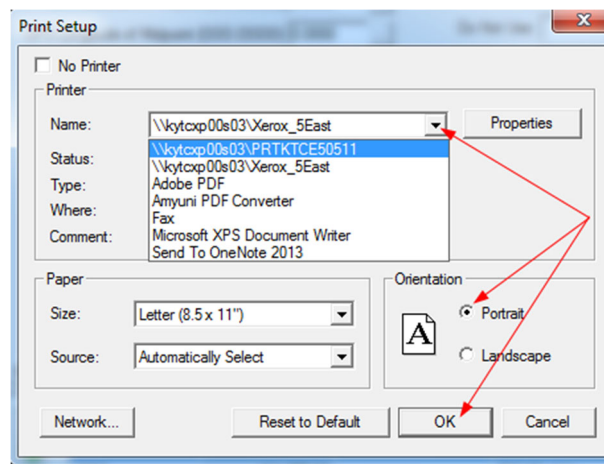 Print Setup
No Printer
Printer
Name: \\kytcxp00s03\Xerox_5East Properties
\\kytcxp00s03\PRTKTCE50511
Status: \\kytcxp00s03\Xerox_5East
Type: Adobe PDF
Amyuni PDF Converter
Where: Fax
Comment: Microsoft XPS Document Writer
Send To OneNote 2013
Paper
Size: Letter (8.5 x 11")
Source: Automatically Select
Orientation
A
Portrait
Landscape
Network... Reset to Default OK Cancel